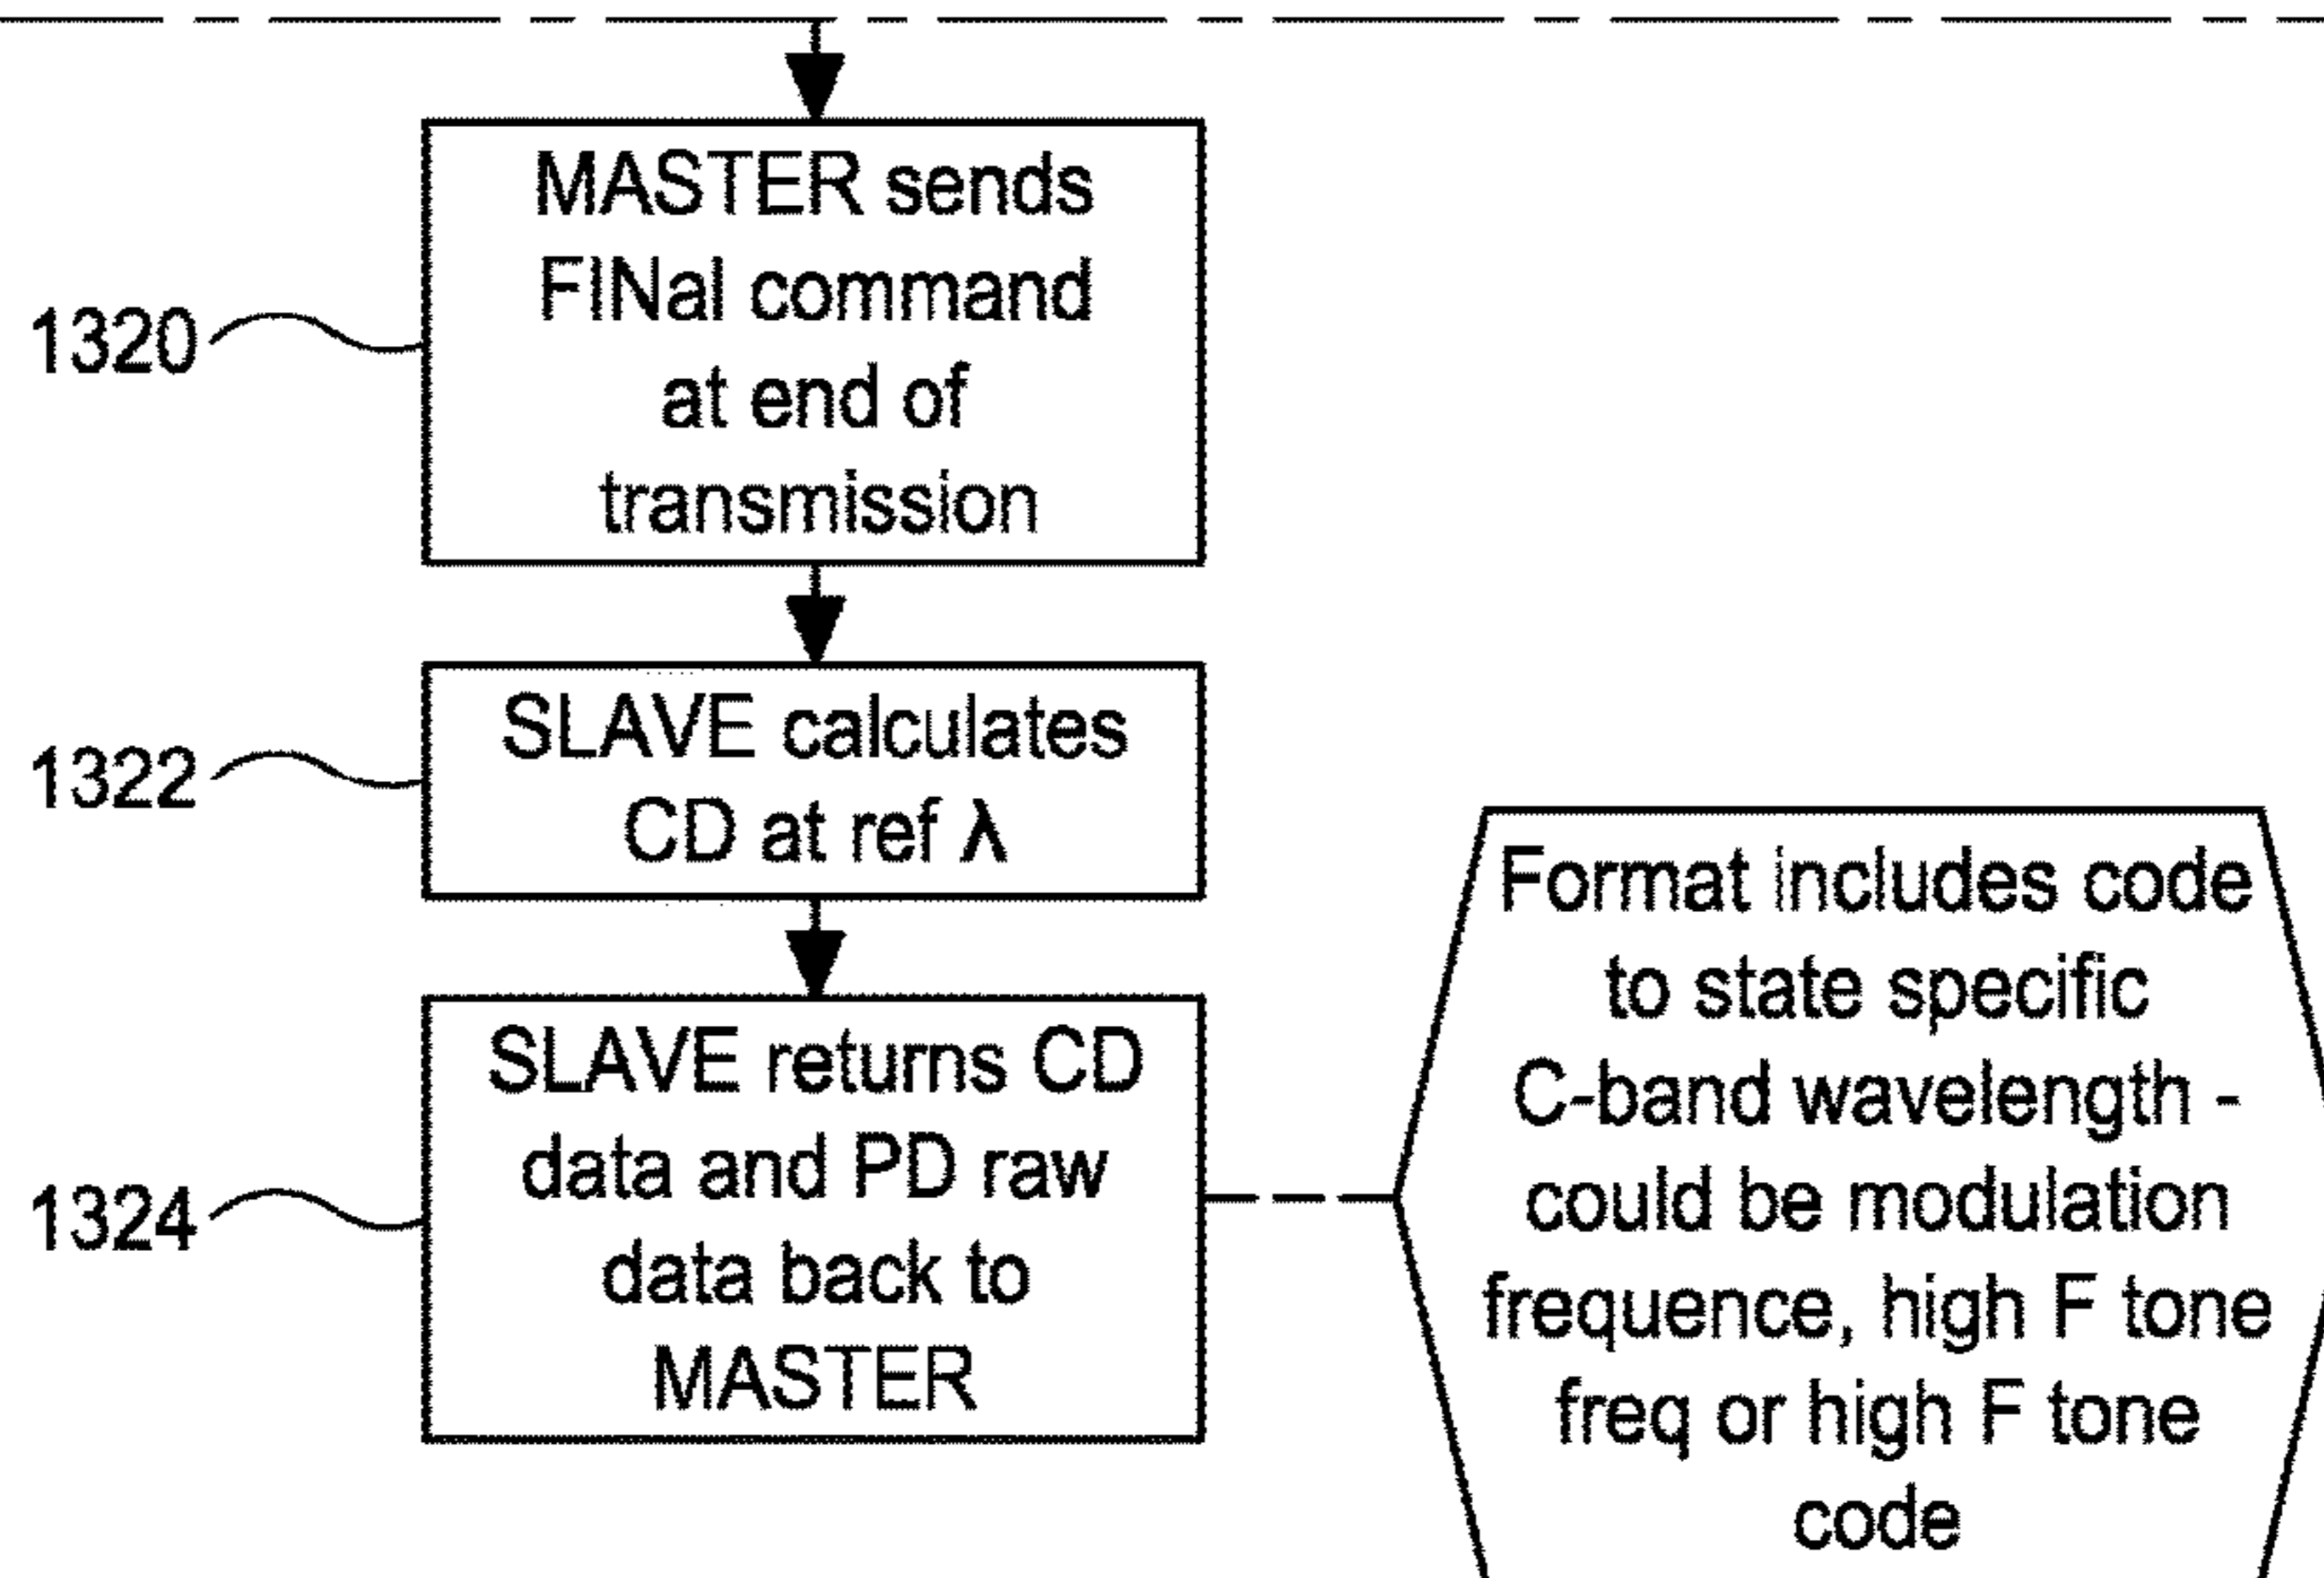 MASTER sends
FINal command
at end of
transmission
1320
SLAVE calculates
CD at ref λ
1322
SLAVE returns CD
data and PD raw
data back to
MASTER
1324
Format includes code
to state specific
C-band wavelength -
could be modulation
frequence, high F tone
freq or high F tone
code